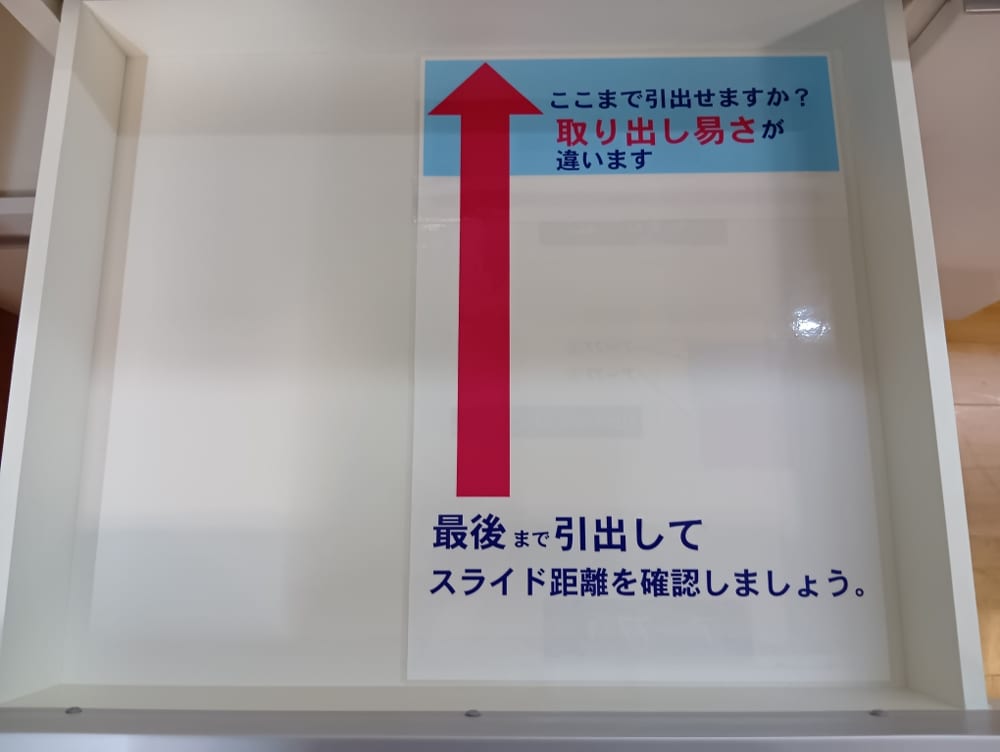 ここまで引出せますか？
取り出し易さが
違います
最後まで引出して
スライド距離を確認しましょう。